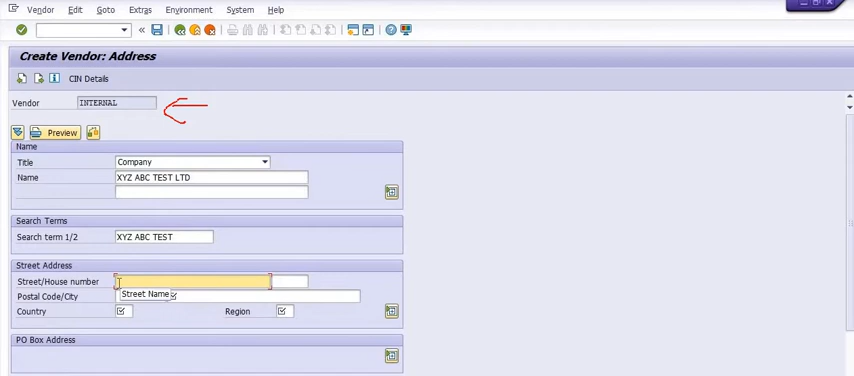 Vendor Edit Goto Extras Environment System Help
Create Vendor: Address
CIN Details
Vendor INTERNAL
Preview
Name
Title Company
Name XYZ ABC TEST LTD
Search Terms
Search term 1/2 XYZ ABC TEST
Street Address
Street/House number
Street Name
Postal Code/City
Country Region
PO Box Address